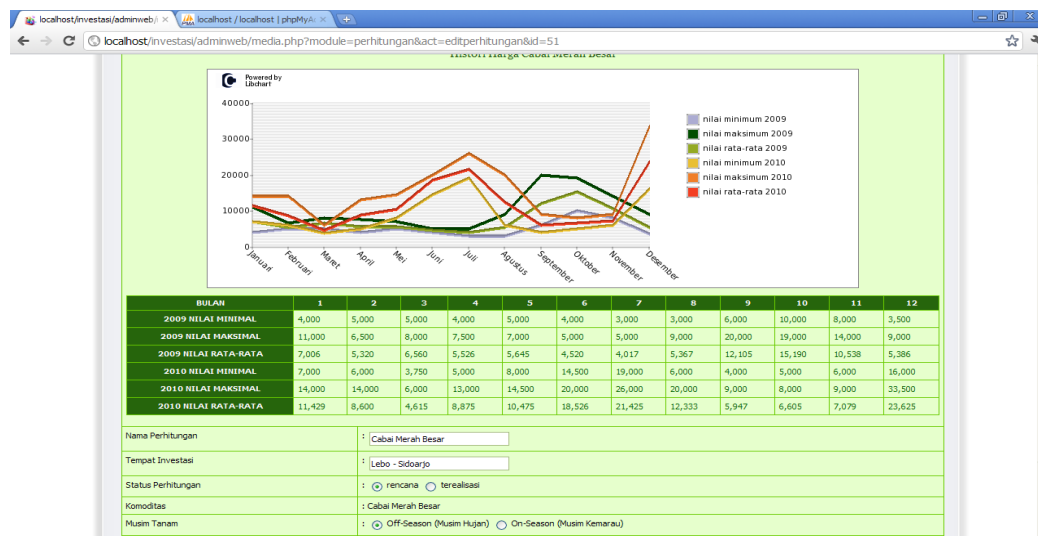 localhost/investasi/adminweb/
localhost / localhost | phpMyA
localhost/investasi/adminweb/media.php?module=perhitungan&act=editperhitungan&id=51
Histori Harga Cabai Merah Besar
Powered by
Libchart
40000
30000
20000
10000
0
Januari Februari Maret April Mei Juni Juli Agustus September Oktober November Desember
nilai minimum 2009
nilai maksimum 2009
nilai rata-rata 2009
nilai minimum 2010
nilai maksimum 2010
nilai rata-rata 2010
BULAN 1 2 3 4 5 6 7 8 9 10 11 12
2009 NILAI MINIMAL 4,000 5,000 5,000 4,000 5,000 4,000 3,000 3,000 6,000 10,000 8,000 3,500
2009 NILAI MAKSIMAL 11,000 6,500 8,000 7,500 7,000 5,000 5,000 9,000 20,000 19,000 14,000 9,000
2009 NILAI RATA-RATA 7,006 5,320 6,560 5,526 5,645 4,520 4,017 5,367 12,105 15,190 10,538 5,386
2010 NILAI MINIMAL 7,000 6,000 3,750 5,000 8,000 14,500 19,000 6,000 4,000 5,000 6,000 16,000
2010 NILAI MAKSIMAL 14,000 14,000 6,000 13,000 14,500 20,000 26,000 20,000 9,000 8,000 9,000 33,500
2010 NILAI RATA-RATA 11,429 8,600 4,615 8,875 10,475 18,526 21,425 12,333 5,947 6,605 7,079 23,625
Nama Perhitungan : Cabai Merah Besar
Tempat Investasi : Lebo - Sidoarjo
Status Perhitungan : rencana terealisasi
Komoditas : Cabai Merah Besar
Musim Tanam : Off-Season (Musim Hujan) On-Season (Musim Kemarau)